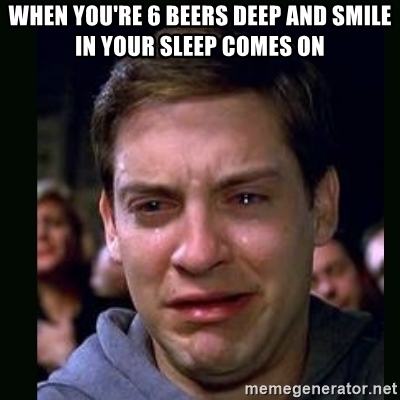 WHEN YOU'RE 6 BEERS DEEP AND SMILE
IN YOUR SLEEP COMES ON
memegenerator.net